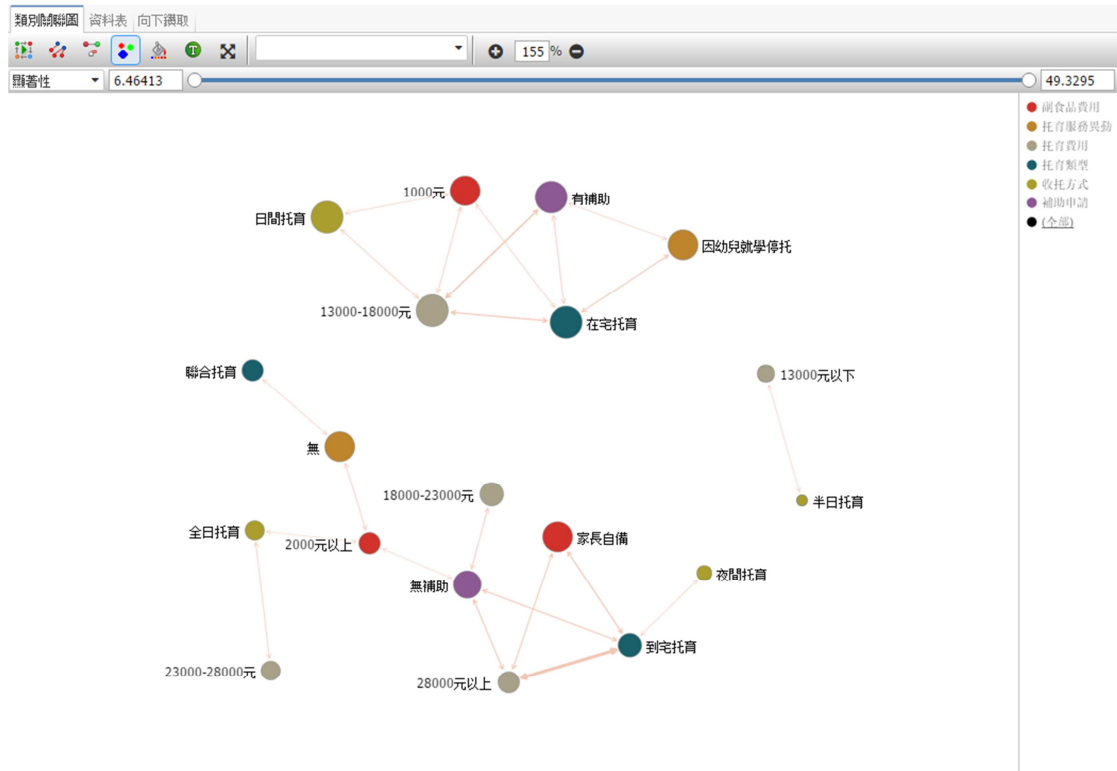 類別關聯圖 資料表 向下鑽取
155 %
顯著性 6.46413 49.3295
副食品費用
托育服務異動
托育費用
托育類型
收托方式
補助申請
(全部)
1000元
有補助
日間托育
因幼兒就學停托
13000-18000元
在宅托育
聯合托育
13000元以下
無
18000-23000元
半日托育
全日托育
2000元以上
家長自備
無補助
夜間托育
到宅托育
23000-28000元
28000元以上